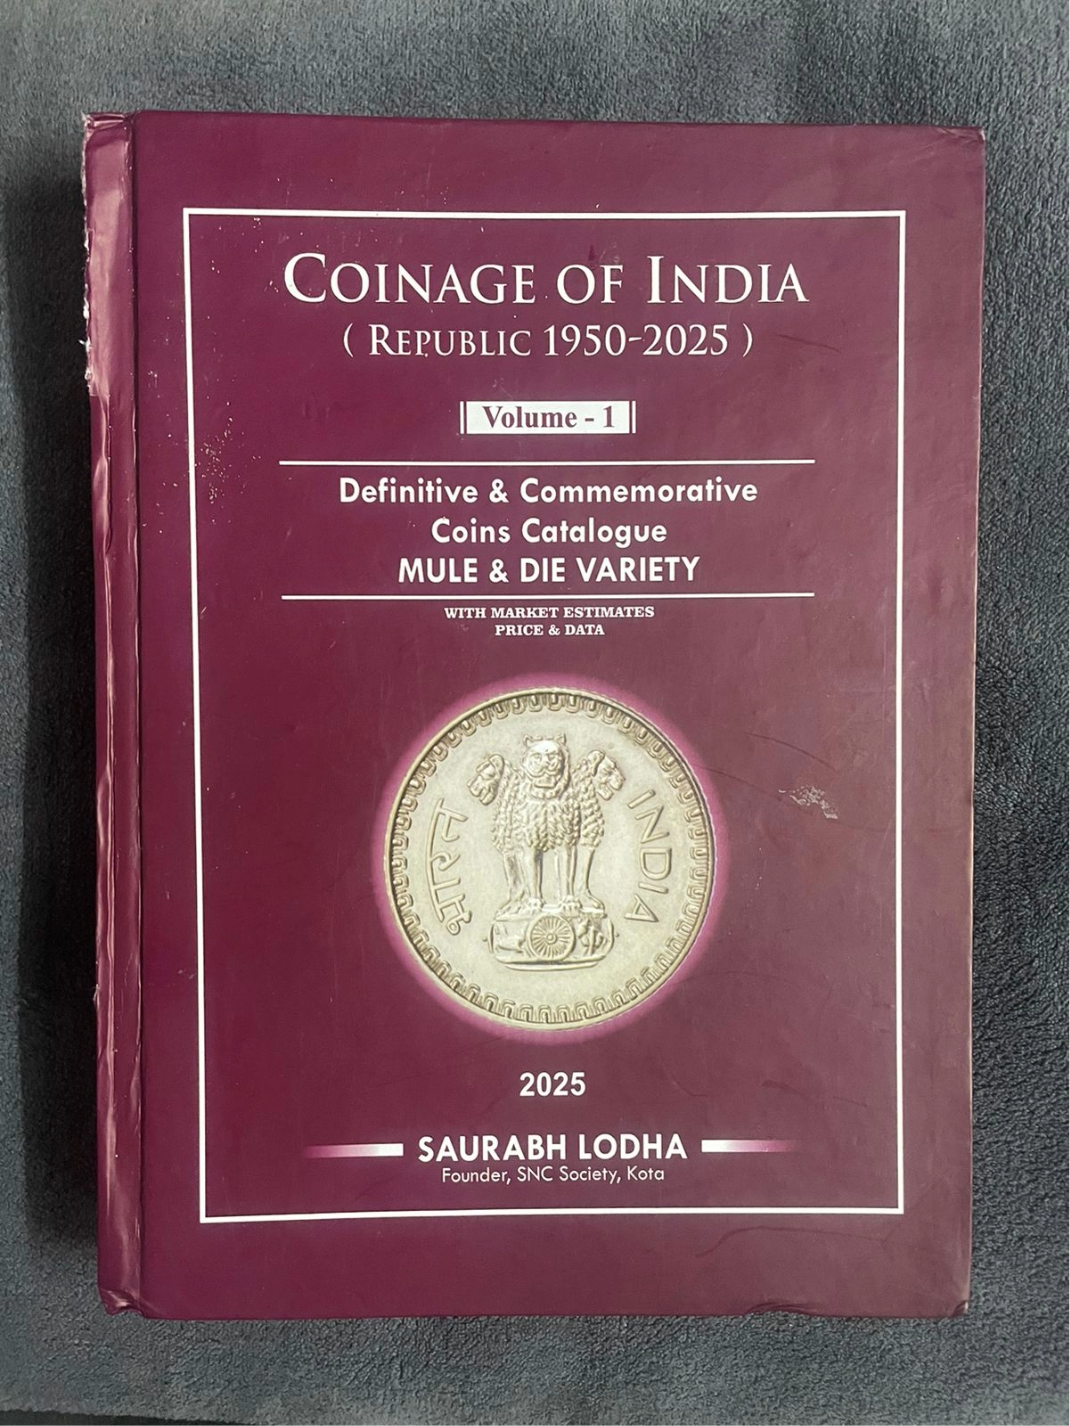 COINAGE OF INDIA
( REPUBLIC 1950-2025 )
Volume - 1
Definitive & Commemorative
Coins Catalogue
MULE & DIE VARIETY
WITH MARKET ESTIMATES
PRICE & DATA
भारत
INDIA
2025
SAURABH LODHA
Founder, SNC Society, Kota